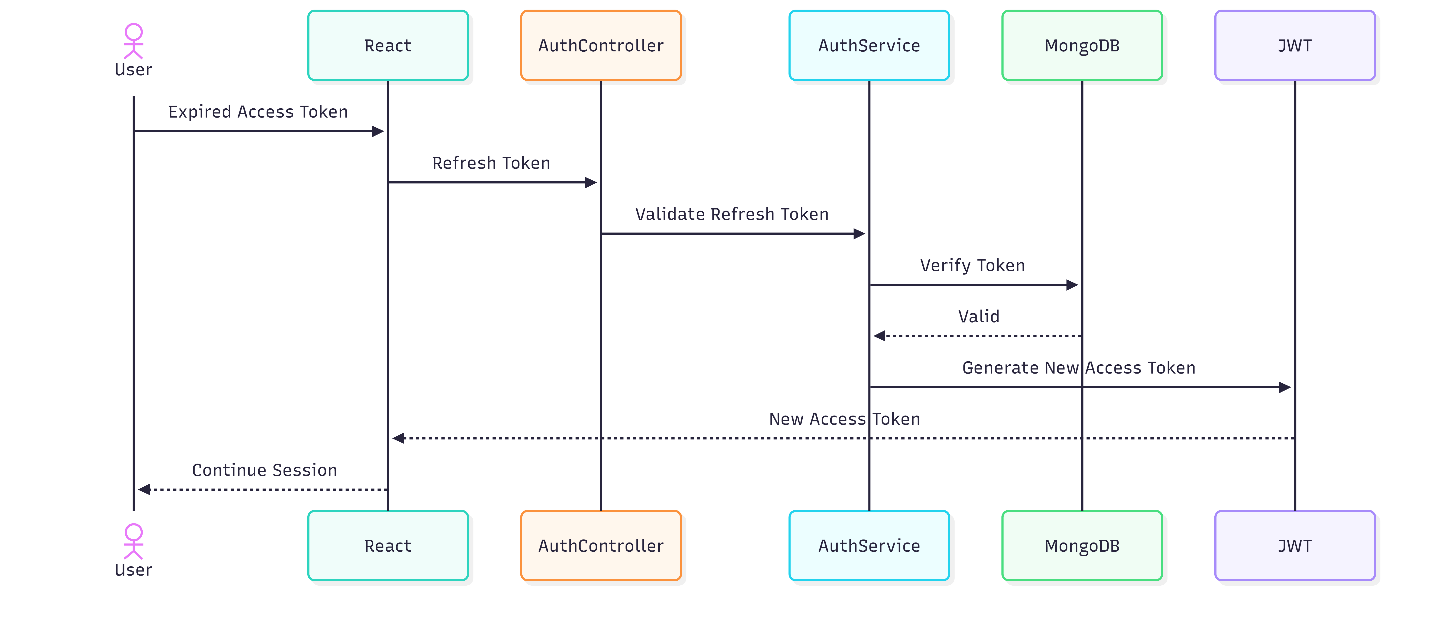 User
React
AuthController
AuthService
MongoDB
JWT
Expired Access Token
Refresh Token
Validate Refresh Token
Verify Token
Valid
Generate New Access Token
New Access Token
Continue Session
User
React
AuthController
AuthService
MongoDB
JWT